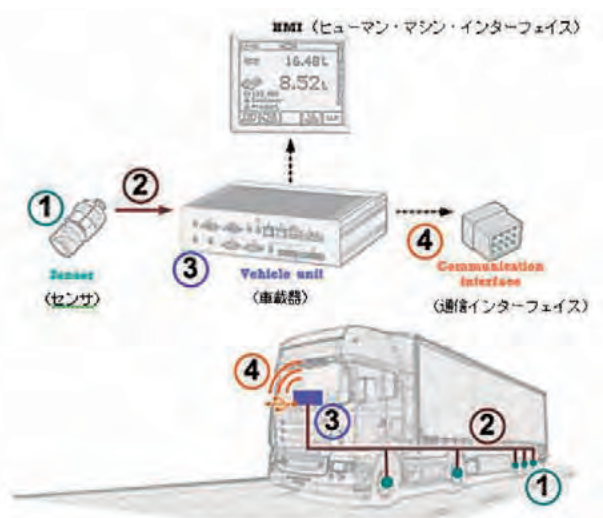 HMI（ヒューマン・マシン・インターフェイス）
16.48t
8.52t
①
②
③
④
Sensor
（センサ）
Vehicle unit
（車載器）
Communication
interface
（通信インターフェイス）
④
③
②
①